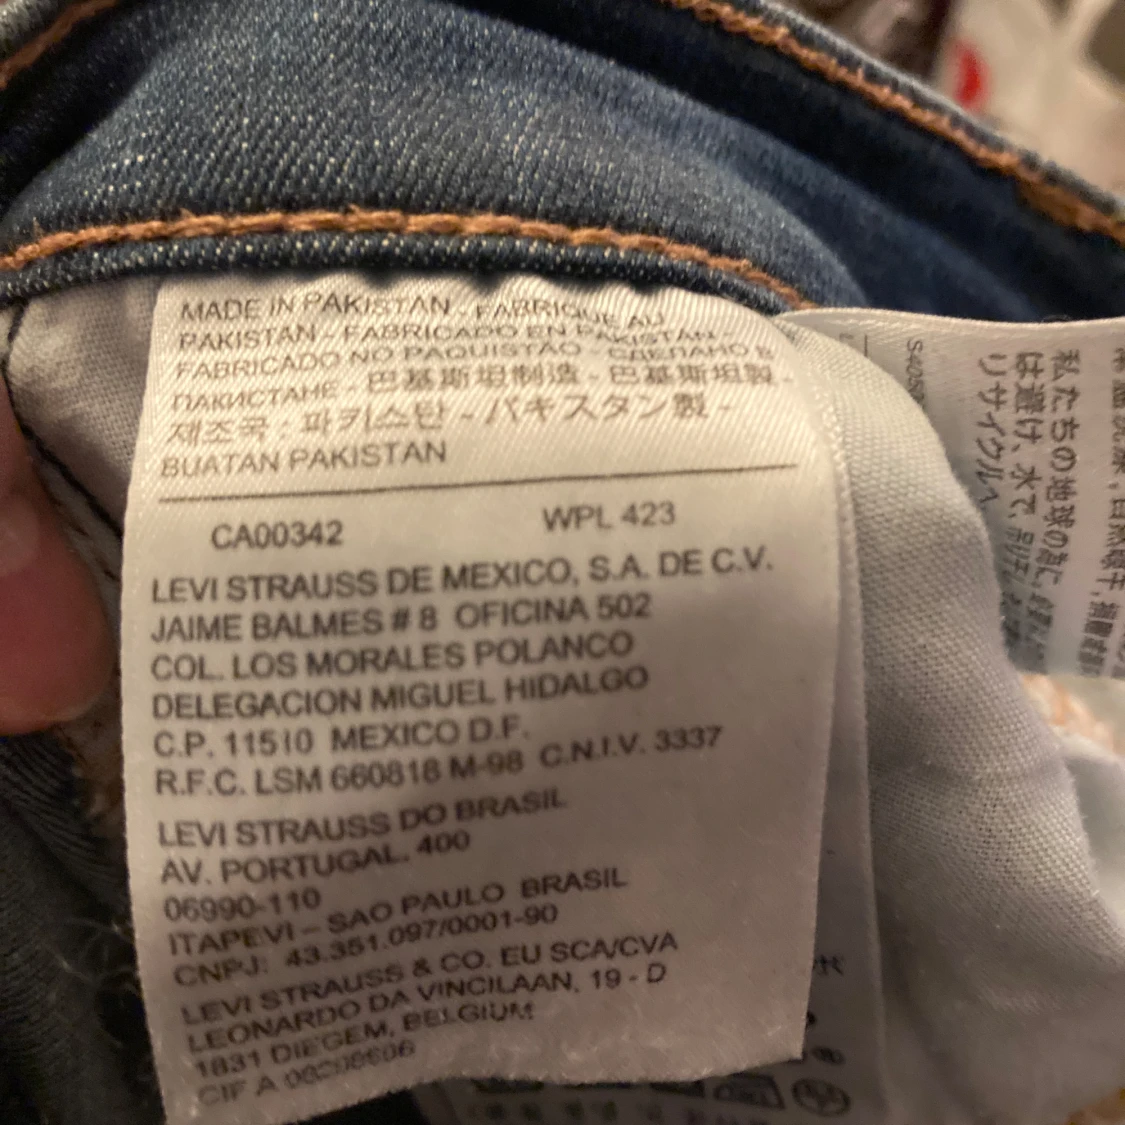 MADE IN PAKISTAN - FABRIQUE AU
PAKISTAN - FABRICADO EN PAKISTÁN -
FABRICADO NO PAQUISTÃO - СДЕЛАНО В
ПАКИСТАНЕ - 巴基斯坦制造 - 巴基斯坦製 -
제조국 : 파키스탄 - パキスタン製 -
BUATAN PAKISTAN
CA00342 WPL 423
LEVI STRAUSS DE MEXICO, S.A. DE C.V.
JAIME BALMES # 8 OFICINA 502
COL. LOS MORALES POLANCO
DELEGACION MIGUEL HIDALGO
C.P. 11510 MEXICO D.F.
R.F.C. LSM 660818 M-98 C.N.I.V. 3337
LEVI STRAUSS DO BRASIL
AV. PORTUGAL, 400
06990-110
ITAPEVI – SAO PAULO BRASIL
CNPJ: 43.351.097/0001-90
LEVI STRAUSS & CO. EU SCA/CVA
LEONARDO DA VINCILAAN, 19 - D
1831 DIEGEM, BELGIUM
CIF A
私たちの地球の為に
は避け、水で
リサイクルへ